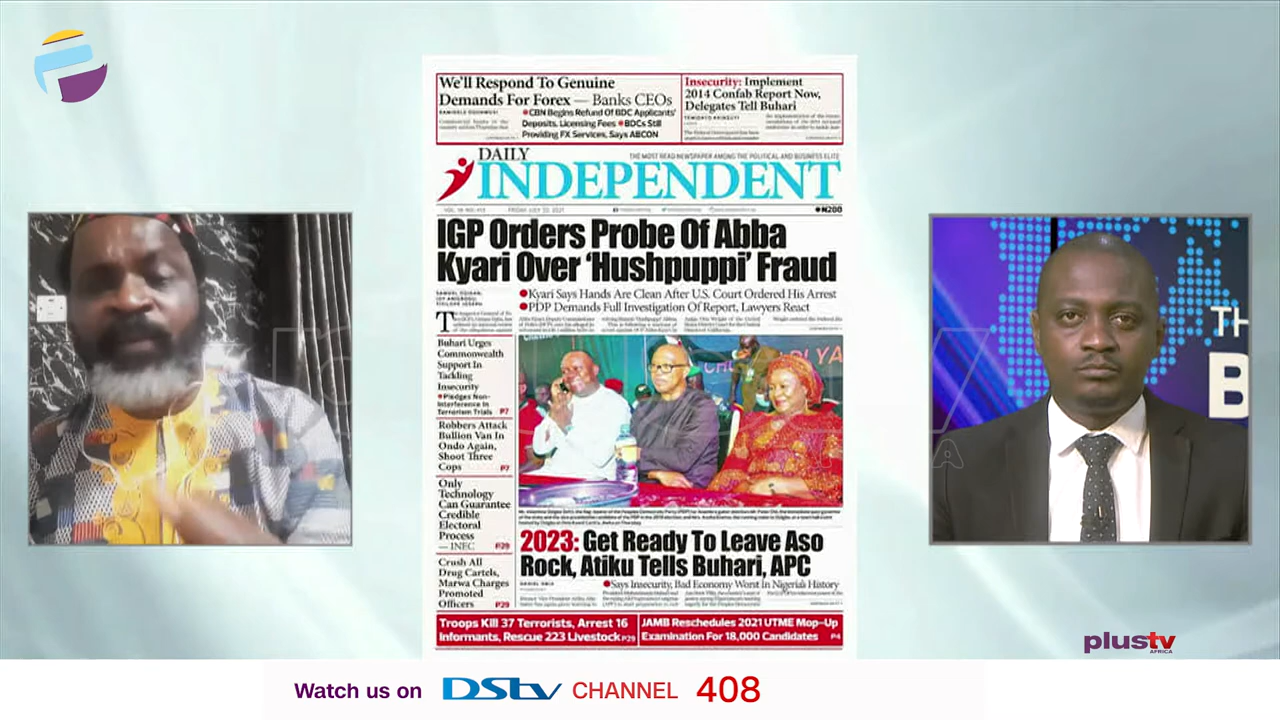 We'll Respond To Genuine
Demands For Forex — Banks CEOs
●CBN Begins Refund Of BDC Applicants'
Deposits, Licensing Fees ●BDCs Still
Providing FX Services, Says ABCON
Insecurity: Implement
2014 Confab Report Now,
Delegates Tell Buhari
DAILY
THE MOST READ NEWSPAPER AMONG THE POLITICAL AND BUSINESS ELITE
INDEPENDENT
●N200
IGP Orders Probe Of Abba
Kyari Over 'Hushpuppi' Fraud
●Kyari Says Hands Are Clean After U.S. Court Ordered His Arrest
●PDP Demands Full Investigation Of Report, Lawyers React
Buhari Urges
Commonwealth
Support In
Tackling
Insecurity
●Pledges Non-
Interference In
Terrorism Trials P7
Robbers Attack
Bullion Van In
Ondo Again,
Shoot Three
Cops P7
Only
Technology
Can Guarantee
Credible
Electoral
Process
— INEC P29
Crush All
Drug Cartels,
Marwa Charges
Promoted
Officers P29
2023: Get Ready To Leave Aso
Rock, Atiku Tells Buhari, APC
●Says Insecurity, Bad Economy Worst In Nigeria's History
Troops Kill 37 Terrorists, Arrest 16
Informants, Rescue 223 Livestock P29
JAMB Reschedules 2021 UTME Mop-Up
Examination For 18,000 Candidates P4
TH
B
plustv
AFRICA
Watch us on DStv CHANNEL 408